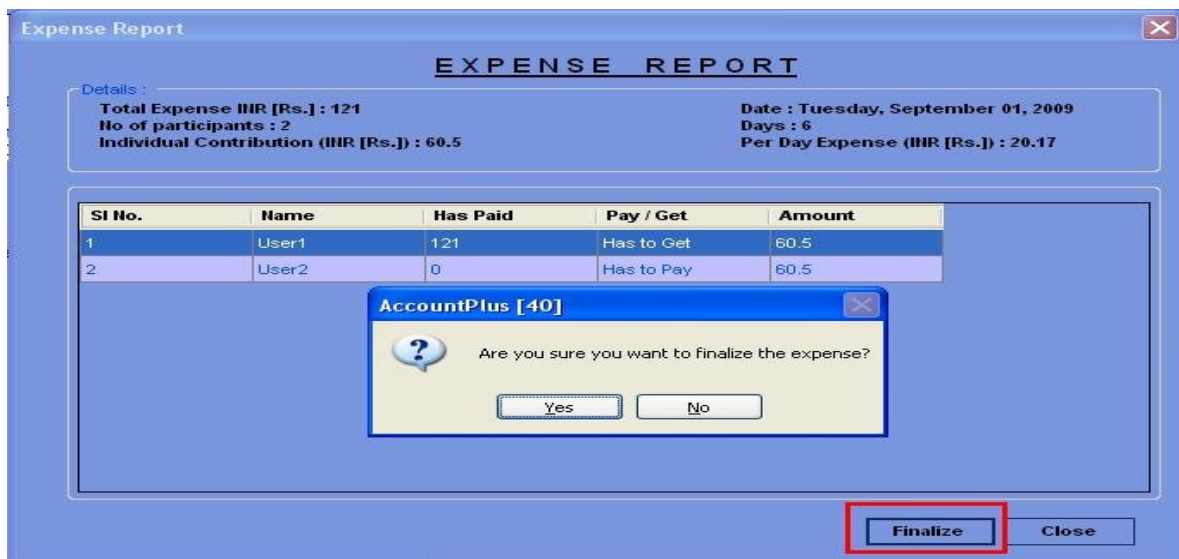 Expense Report
EXPENSE REPORT
Details :
Total Expense INR [Rs.] : 121
Date : Tuesday, September 01, 2009
No of participants : 2
Days : 6
Individual Contribution (INR [Rs.]) : 60.5
Per Day Expense (INR [Rs.]) : 20.17
Sl No. Name Has Paid Pay / Get Amount
1 User1 121 Has to Get 60.5
2 User2 0 Has to Pay 60.5
AccountPlus [40]
Are you sure you want to finalize the expense?
Yes No
Finalize Close